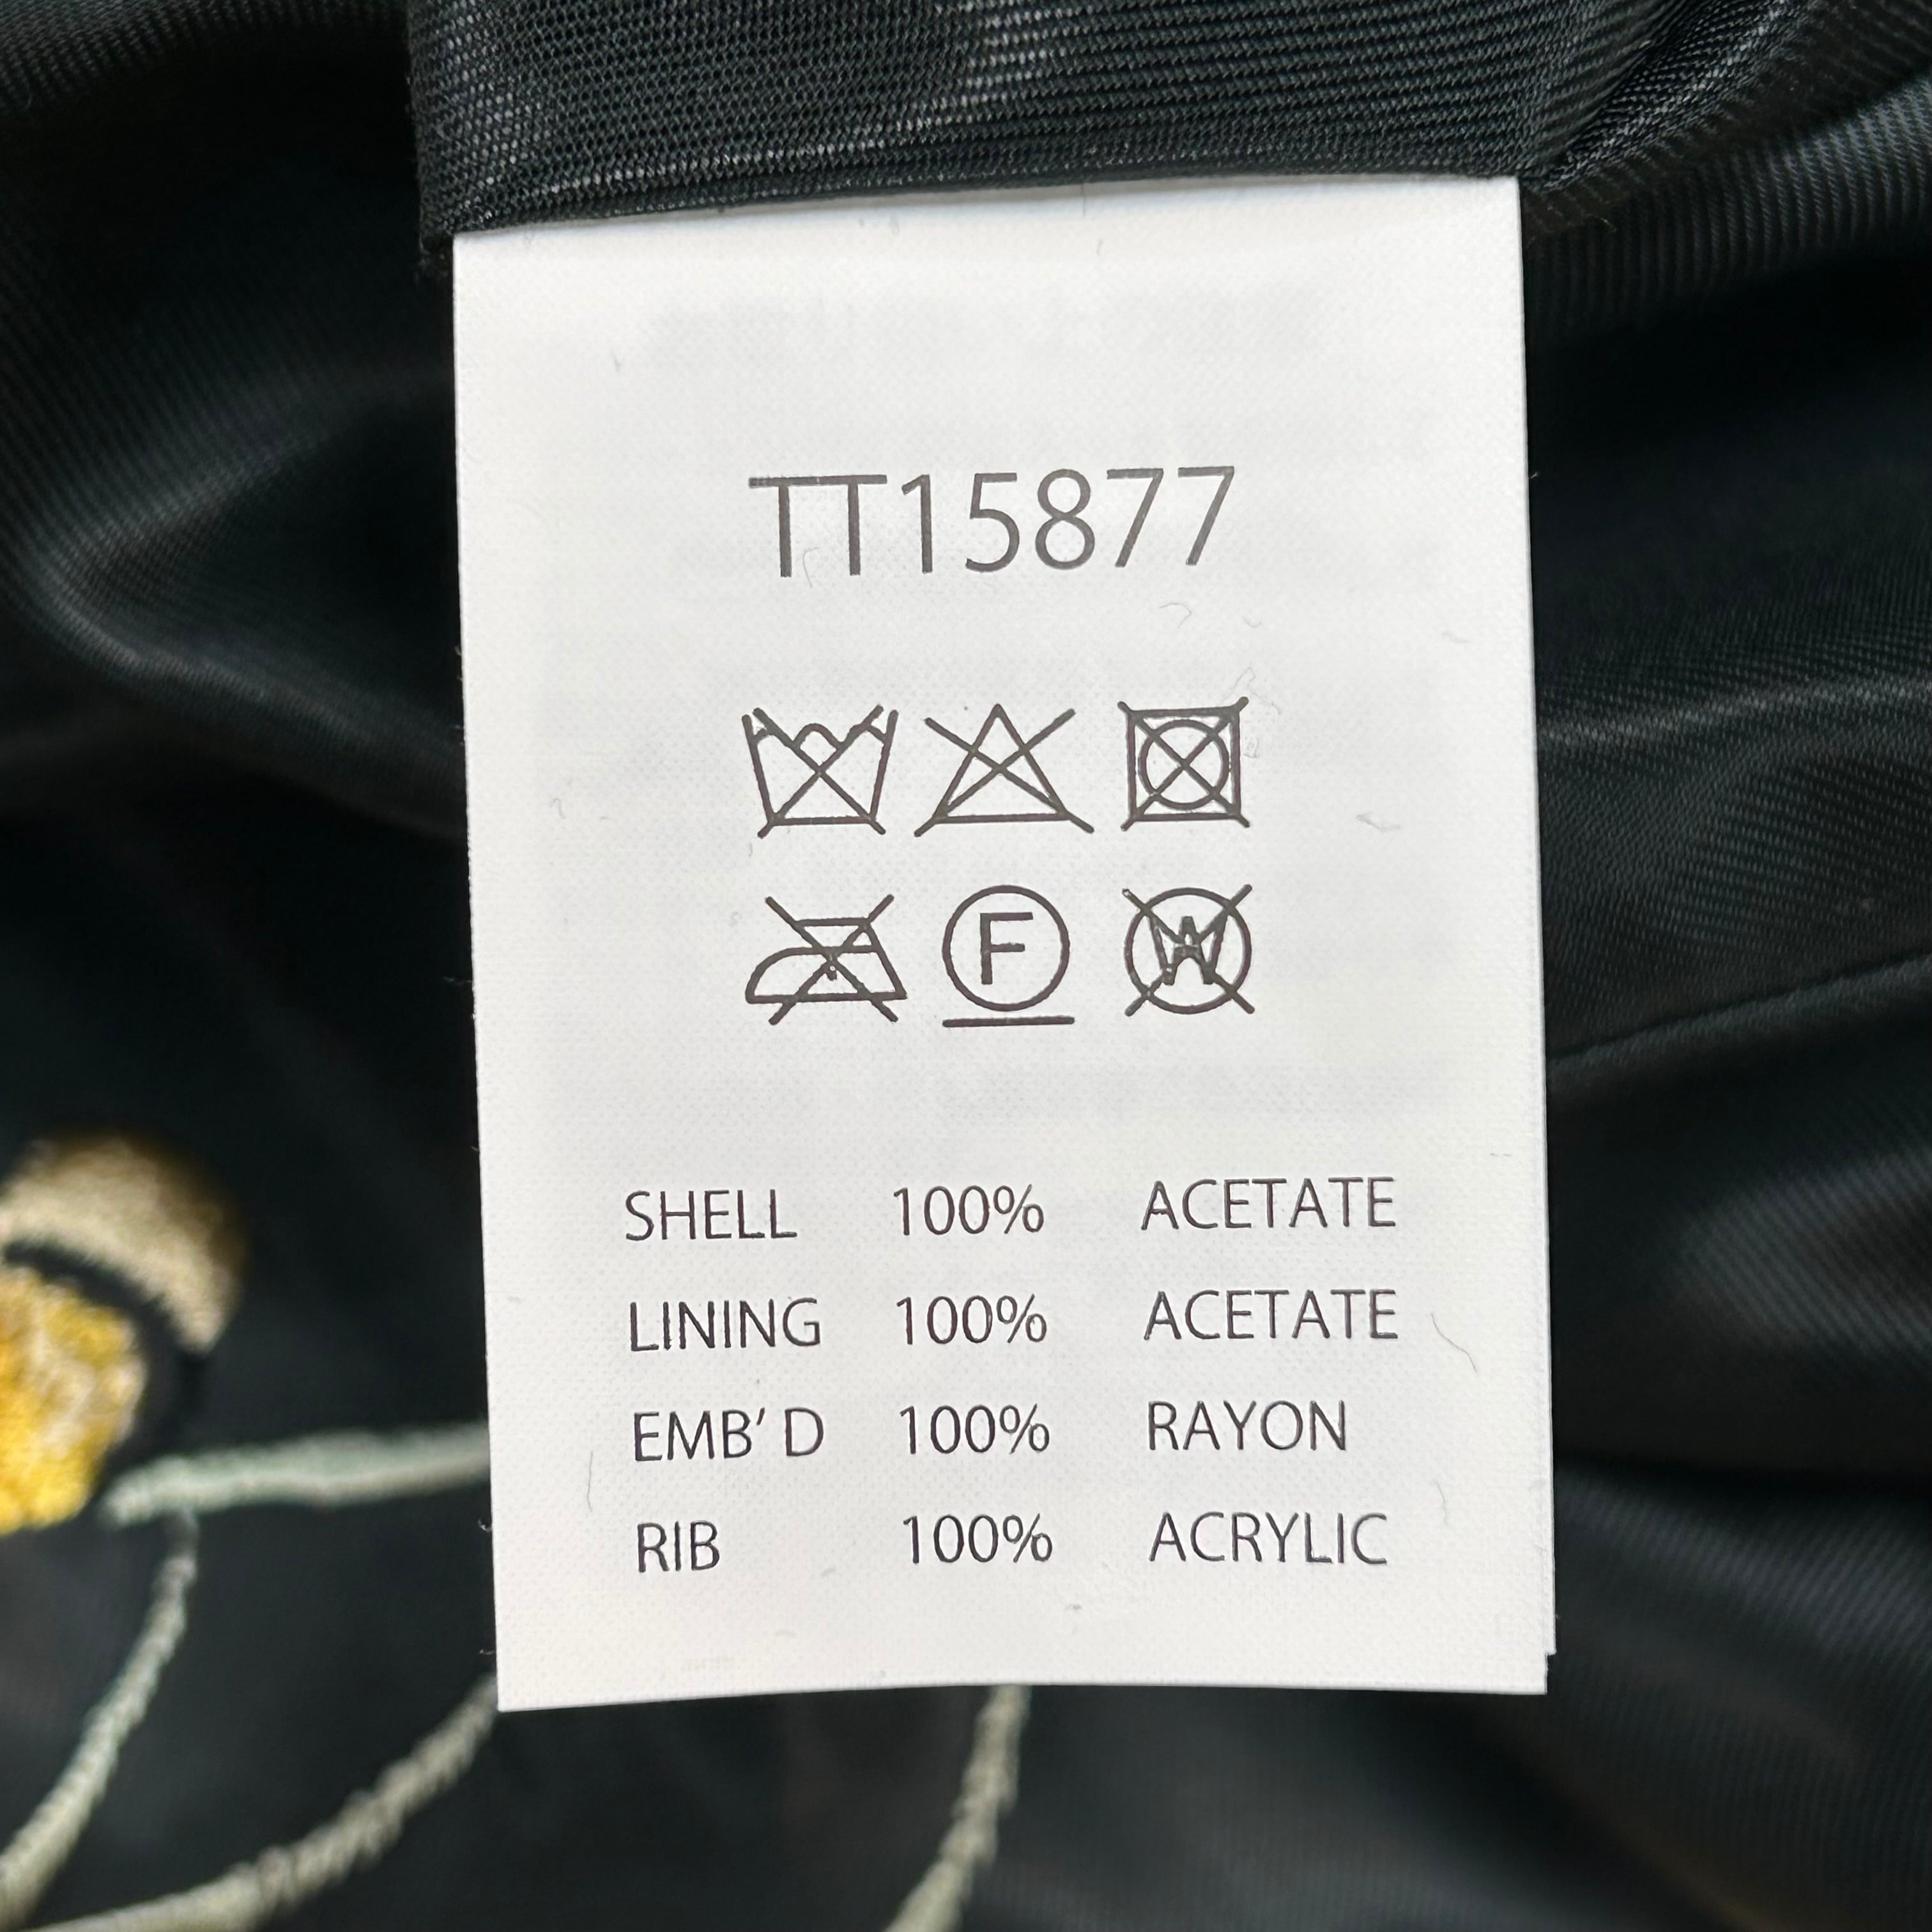 TT15877
F W
SHELL 100% ACETATE
LINING 100% ACETATE
EMB' D 100% RAYON
RIB 100% ACRYLIC